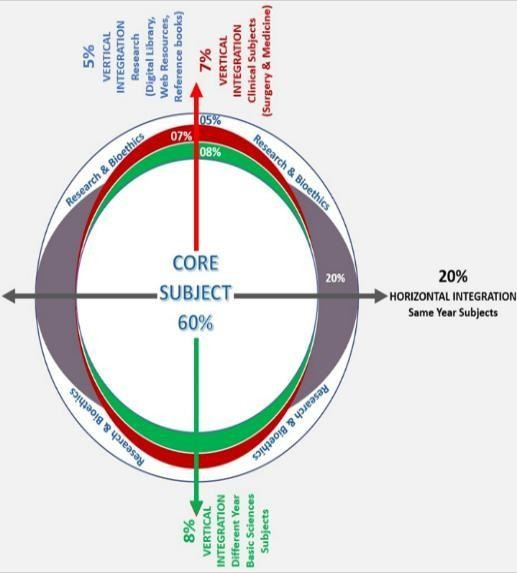 5%
VERTICAL
INTEGRATION
Research
(Digital Library,
Web Resources,
Reference books)
7%
VERTICAL
INTEGRATION
Clinical Subjects
(Surgery & Medicine)
05%
07%
08%
Research & Bioethics
Research & Bioethics
CORE
SUBJECT
60%
20%
20%
HORIZONTAL INTEGRATION
Same Year Subjects
Research & Bioethics
Research & Bioethics
8%
VERTICAL
INTEGRATION
Different Year
Basic Sciences
Subjects